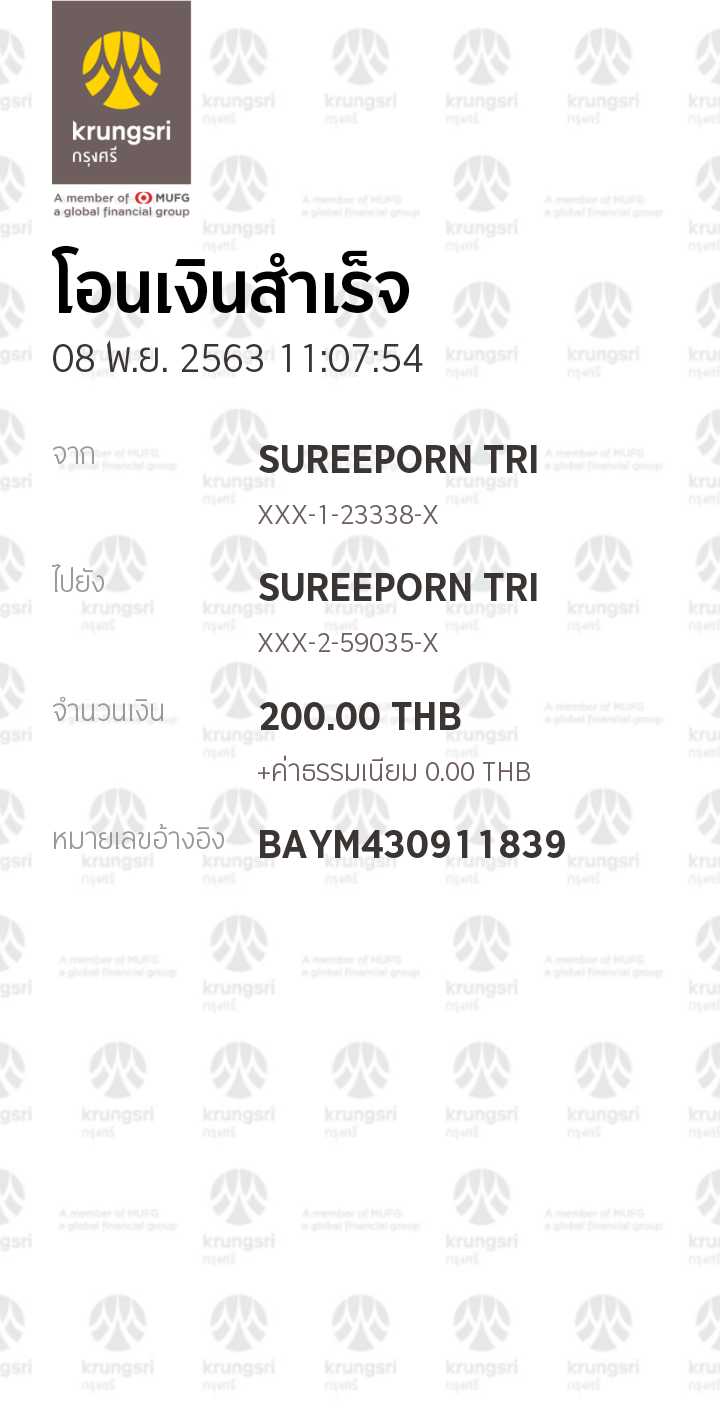 krungsri
กรุงศรี
A member of MUFG
a global financial group
โอนเงินสำเร็จ
08 พ.ย. 2563 11:07:54
จาก SUREEPORN TRI
XXX-1-23338-X
ไปยัง SUREEPORN TRI
XXX-2-59035-X
จำนวนเงิน 200.00 THB
+ค่าธรรมเนียม 0.00 THB
หมายเลขอ้างอิง BAYM430911839